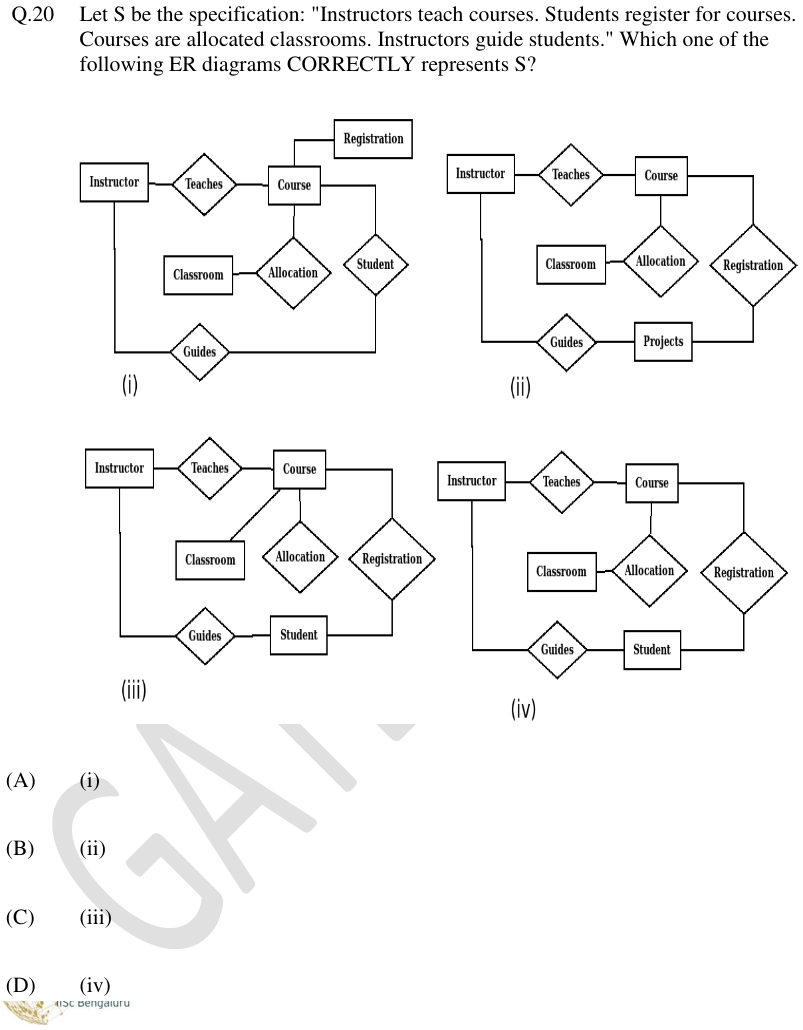 Q.20 Let S be the specification: "Instructors teach courses. Students register for courses.
Courses are allocated classrooms. Instructors guide students." Which one of the
following ER diagrams CORRECTLY represents S?
Registration
Instructor Teaches Course
Classroom Allocation Student
Guides
(i)
Instructor Teaches Course
Classroom Allocation Registration
Guides Projects
(ii)
Instructor Teaches Course
Classroom Allocation Registration
Guides Student
(iii)
Instructor Teaches Course
Classroom Allocation Registration
Guides Student
(iv)
(A) (i)
(B) (ii)
(C) (iii)
(D) (iv)
IISc Bengaluru